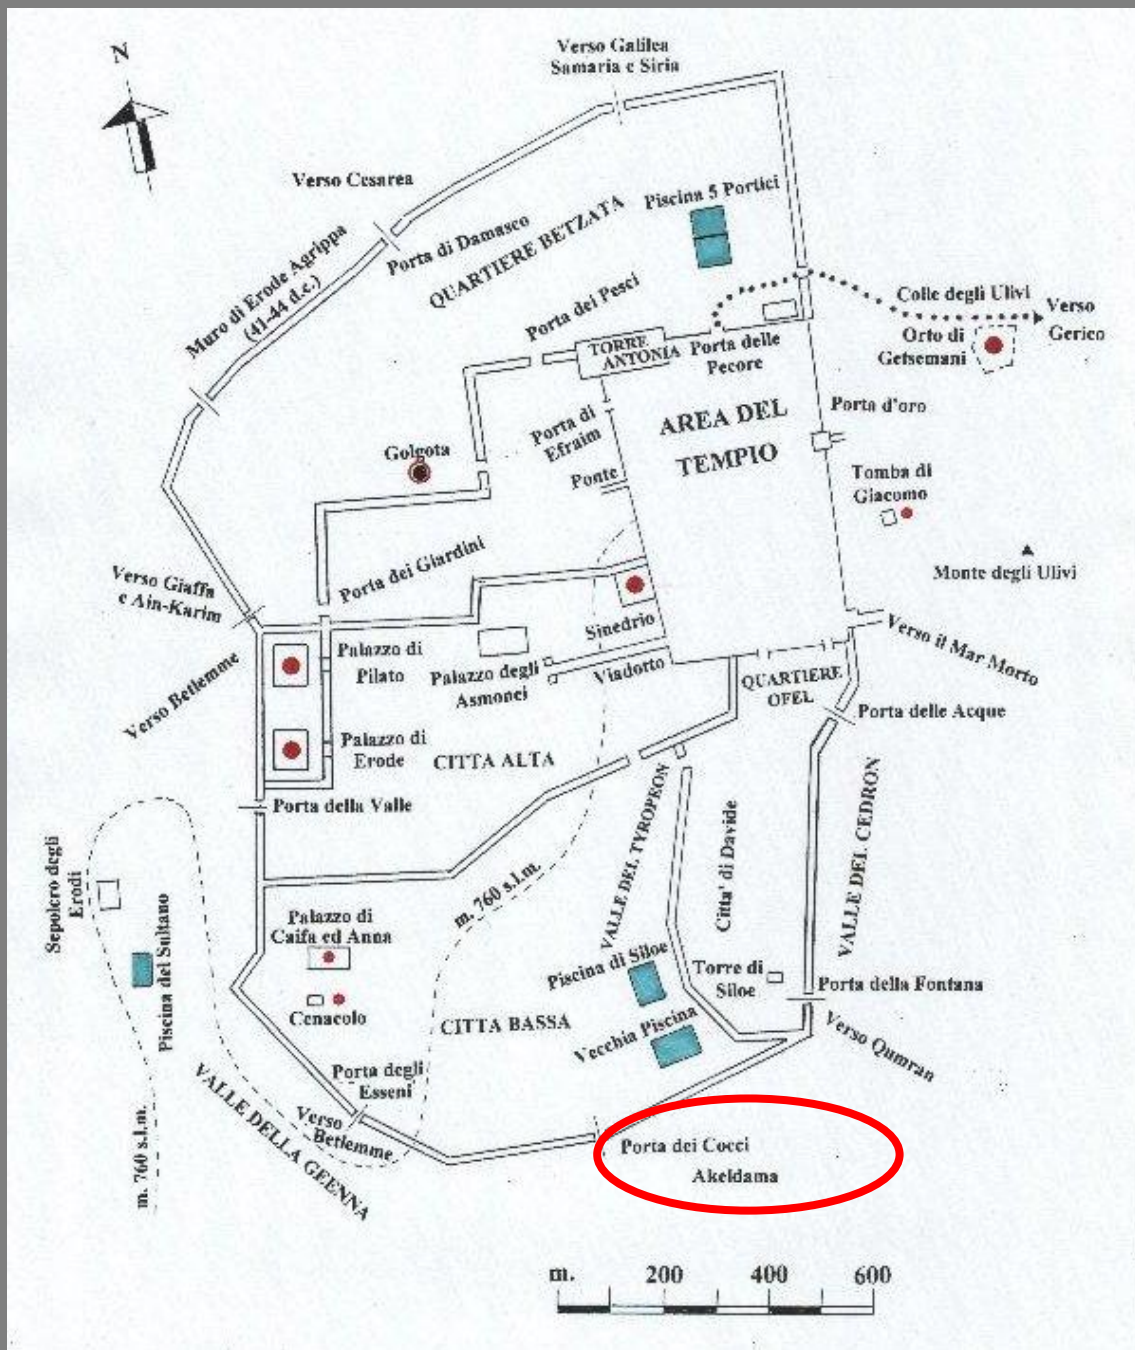 N
Verso Galilea
Samaria e Siria
Verso Cesarea
Piscina 5 Portici
Porta di Damasco
QUARTIERE BETZATA
Muro di Erode Agrippa
(41-44 d.c.)
Porta dei Pesci
Colle degli Ulivi
Verso
Gerico
Orto di
Getsemani
TORRE
ANTONIA
Porta delle
Pecore
Porta d'oro
AREA DEL
TEMPIO
Porta di
Efraim
Golgota
Ponte
Tomba di
Giacomo
Monte degli Ulivi
Porta dei Giardini
Verso Giaffa
e Ain-Karim
Sinedrio
Verso il Mar Morto
Palazzo di
Pilato
Palazzo degli
Asmonei
Viadotto
QUARTIERE
OFEL
Verso Betlemme
Porta delle Acque
Palazzo di
Erode
CITTA ALTA
Porta della Valle
VALLE DEL TYROPEON
Citta' di Davide
VALLE DEL CEDRON
Sepolcro degli
Erodi
m. 760 s.l.m.
Palazzo di
Caifa ed Anna
Piscina del Sultano
Piscina di Siloe
Torre di
Siloe
Porta della Fontana
Cenacolo
CITTA BASSA
Vecchia Piscina
Verso Qumran
Porta degli
Esseni
VALLE DELLA GEENNA
Verso
Betlemme
m. 760 s.l.m.
Porta dei Cocci
Akeldama
m. 200 400 600